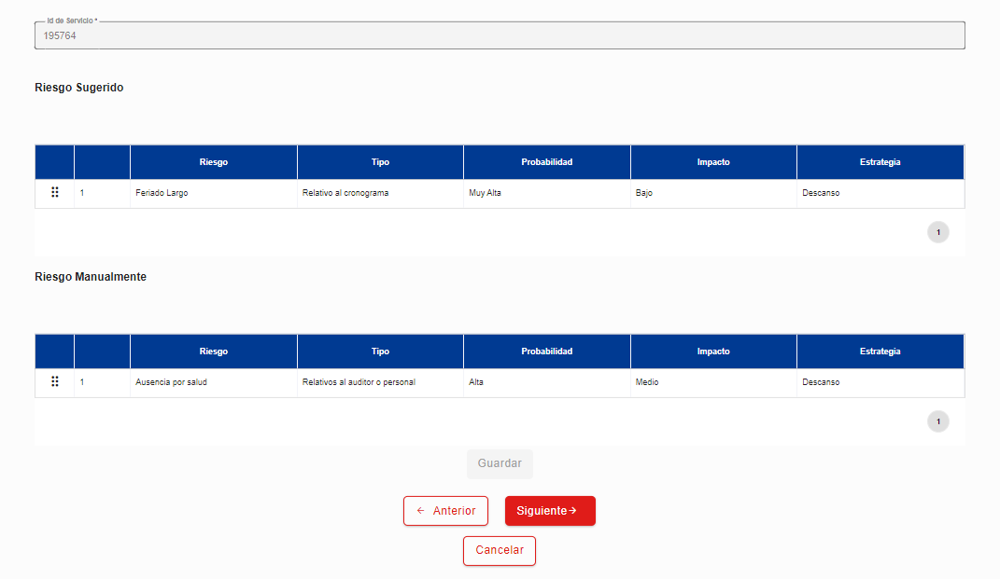 Id de Servicio *
195764
Riesgo Sugerido
Riesgo Tipo Probabilidad Impacto Estrategia
1 Feriado Largo Relativo al cronograma Muy Alta Bajo Descanso
1
Riesgo Manualmente
Riesgo Tipo Probabilidad Impacto Estrategia
1 Ausencia por salud Relativos al auditor o personal Alta Medio Descanso
1
Guardar
← Anterior Siguiente →
Cancelar